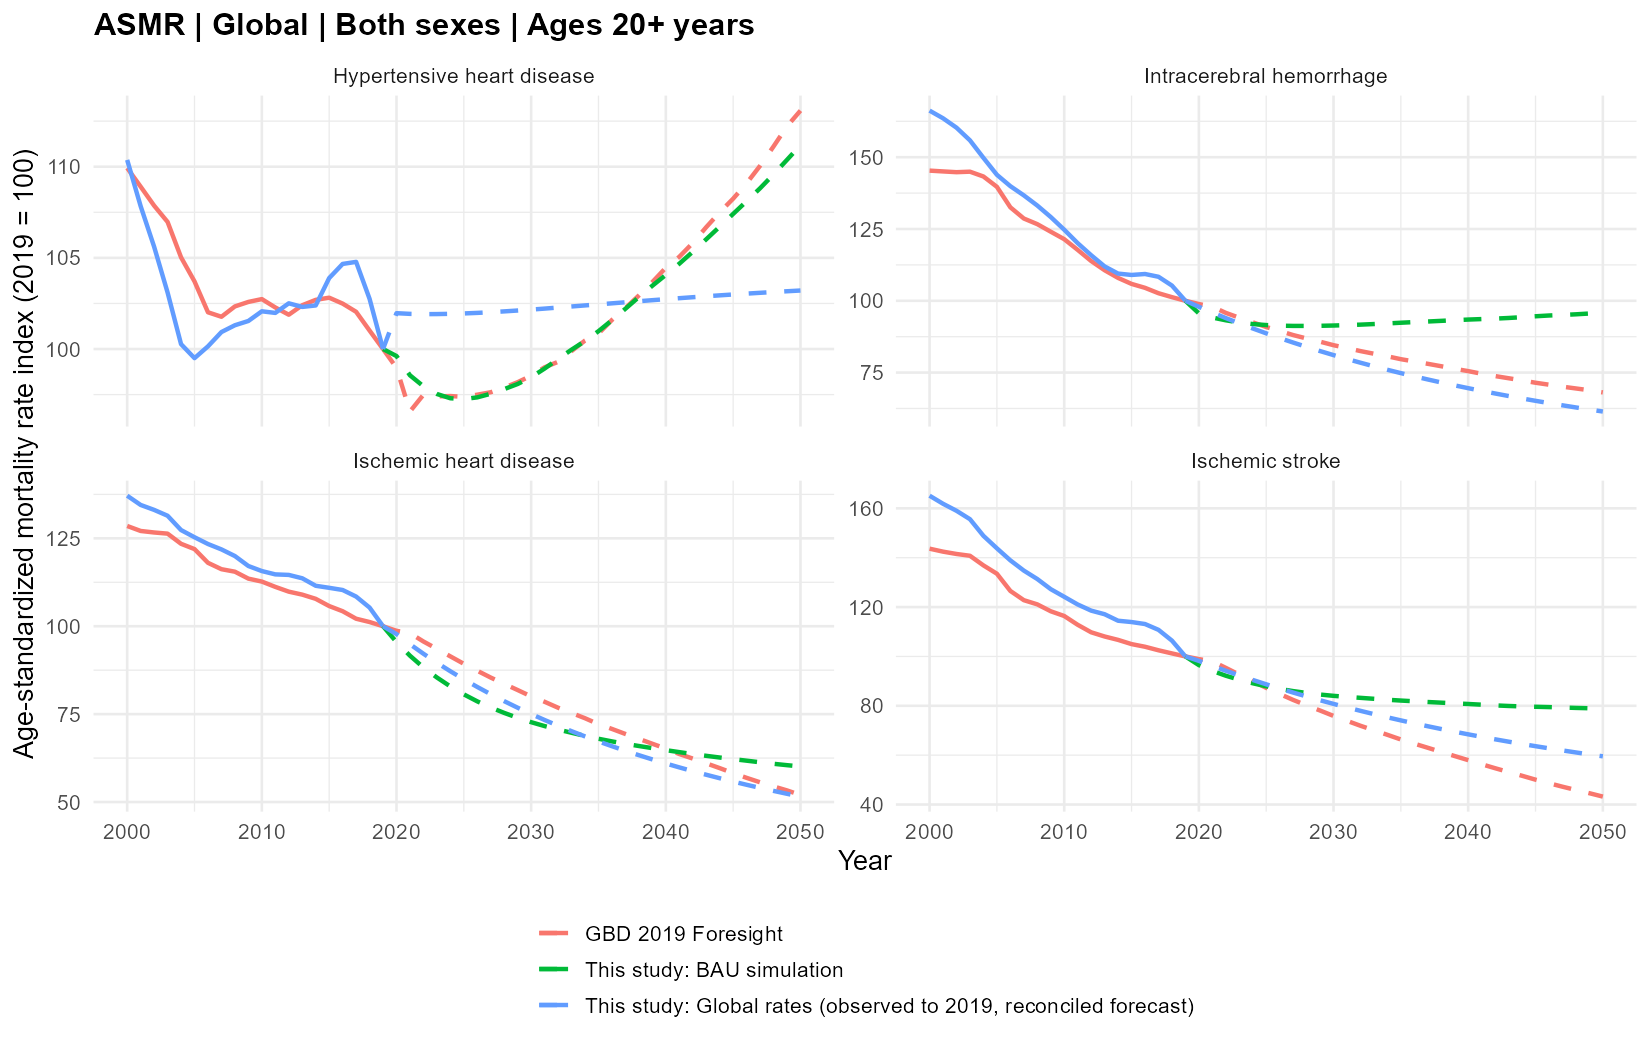 ASMR | Global | Both sexes | Ages 20+ years
Hypertensive heart disease
Intracerebral hemorrhage
Age-standardized mortality rate index (2019 = 100)
110
105
100
150
125
100
75
Ischemic heart disease
Ischemic stroke
125
100
75
50
160
120
80
40
2000 2010 2020 2030 2040 2050
2000 2010 2020 2030 2040 2050
Year
GBD 2019 Foresight
This study: BAU simulation
This study: Global rates (observed to 2019, reconciled forecast)